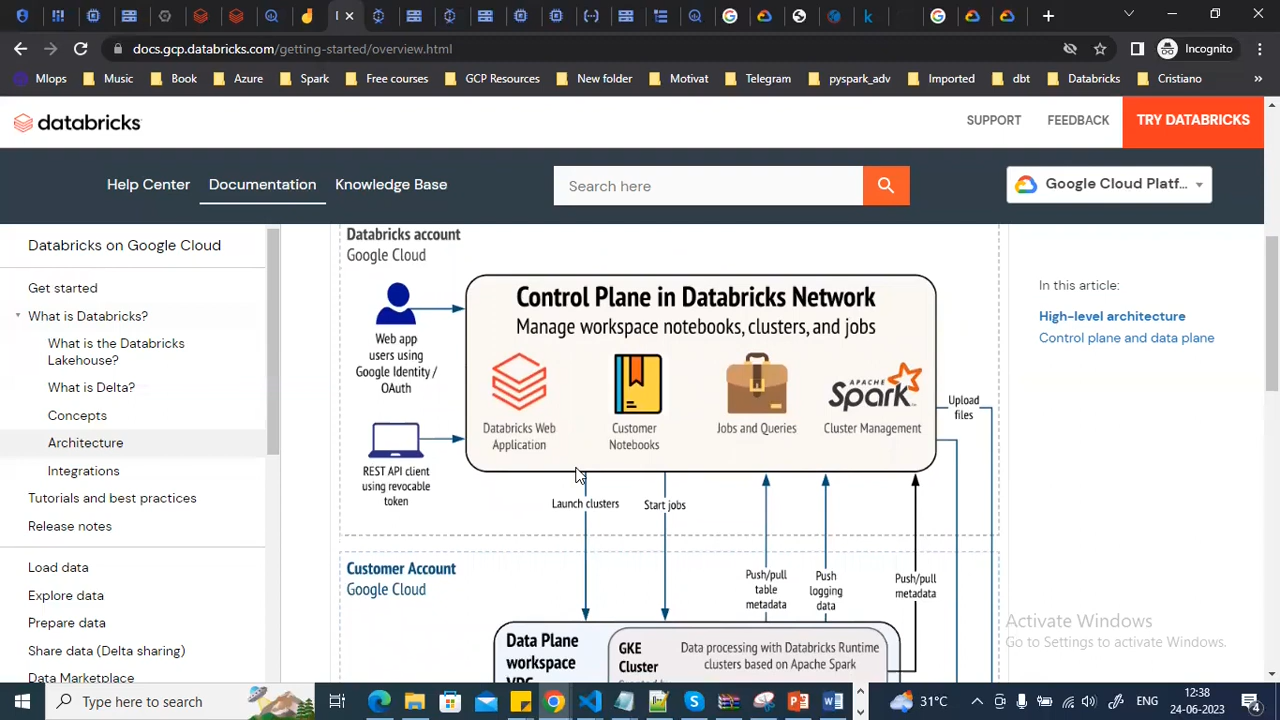 I
docs.gcp.databricks.com/getting-started/overview.html
Incognito
Mlops
Music
Book
Azure
Spark
Free courses
GCP Resources
New folder
Motivat
Telegram
pyspark_adv
Imported
dbt
Databricks
Cristiano
databricks
SUPPORT
FEEDBACK
TRY DATABRICKS
Help Center
Documentation
Knowledge Base
Search here
Google Cloud Platf...
Databricks on Google Cloud
Get started
What is Databricks?
What is the Databricks
Lakehouse?
What is Delta?
Concepts
Architecture
Integrations
Tutorials and best practices
Release notes
Load data
Explore data
Prepare data
Share data (Delta sharing)
Data Marketplace
Databricks account
Google Cloud
Control Plane in Databricks Network
Manage workspace notebooks, clusters, and jobs
Web app
users using
Google Identity /
OAuth
Databricks Web
Application
Customer
Notebooks
Jobs and Queries
APACHE
Spark
Cluster Management
REST API client
using revocable
token
Upload
files
Launch clusters
Start jobs
Customer Account
Google Cloud
Push/pull
table
metadata
Push
logging
data
Push/pull
metadata
Data Plane
workspace
VPC
GKE
Cluster
Data processing with Databricks Runtime
clusters based on Apache Spark
In this article:
High-level architecture
Control plane and data plane
Activate Windows
Go to Settings to activate Windows.
Type here to search
31°C
ENG
12:38
24-06-2023
4